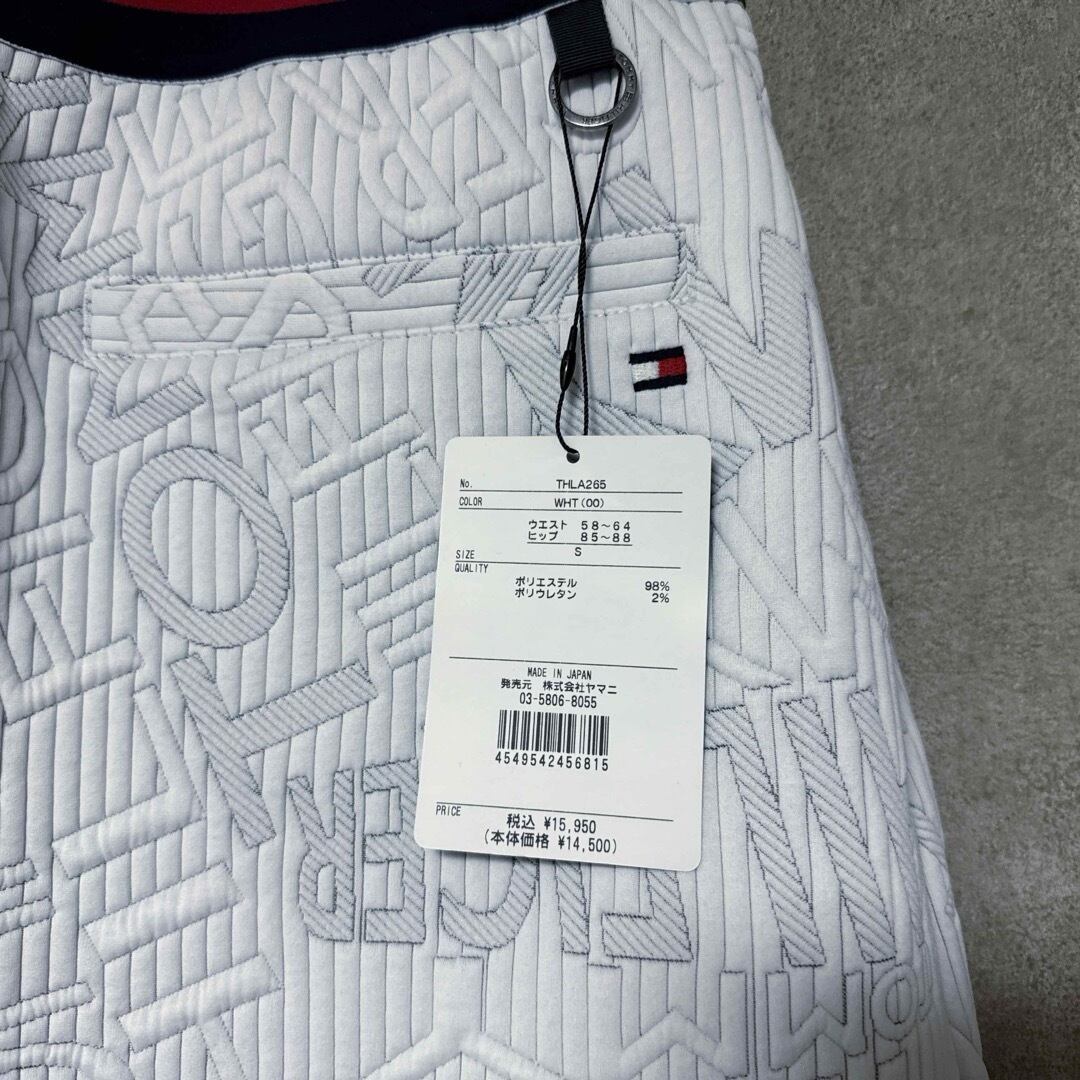 No. THLA265
COLOR WHT(00)
ウエスト 58〜64
ヒップ 85〜88
SIZE S
QUALITY
ポリエステル 98%
ポリウレタン 2%
MADE IN JAPAN
発売元 株式会社ヤマニ
03-5806-8055
4549542456815
PRICE
税込 ¥15,950
(本体価格 ¥14,500)